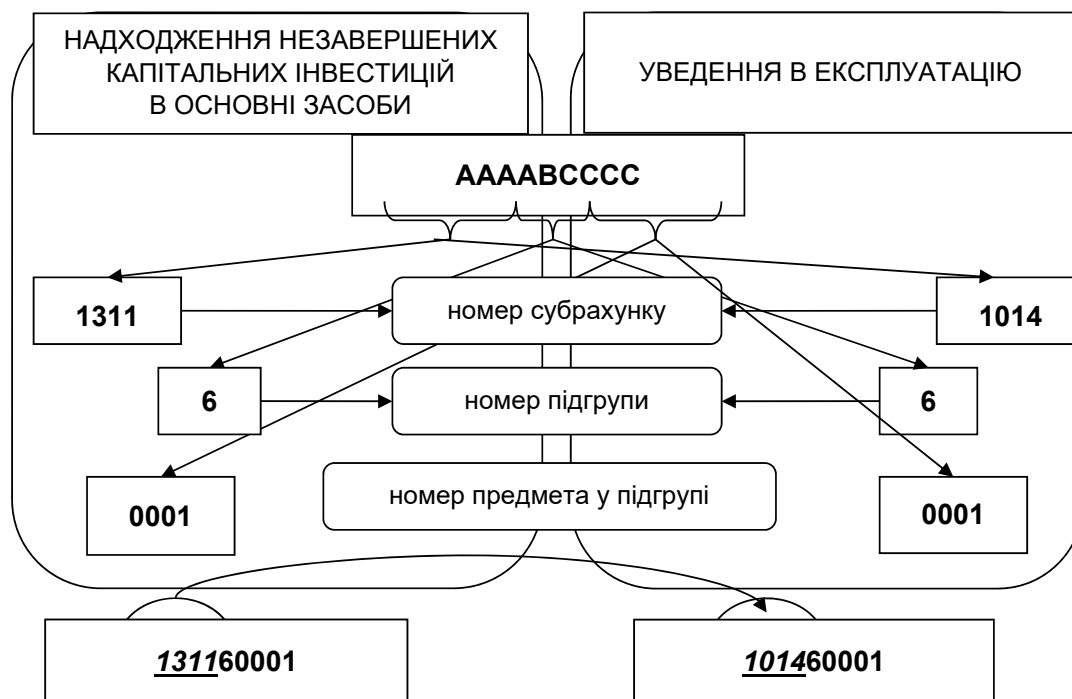 НАДХОДЖЕННЯ НЕЗАВЕРШЕНИХ
КАПІТАЛЬНИХ ІНВЕСТИЦІЙ
В ОСНОВНІ ЗАСОБИ
УВЕДЕННЯ В ЕКСПЛУАТАЦІЮ
ААААВСССС
1311
номер субрахунку
1014
6
номер підгрупи
6
0001
номер предмета у підгрупі
0001
131160001
101460001